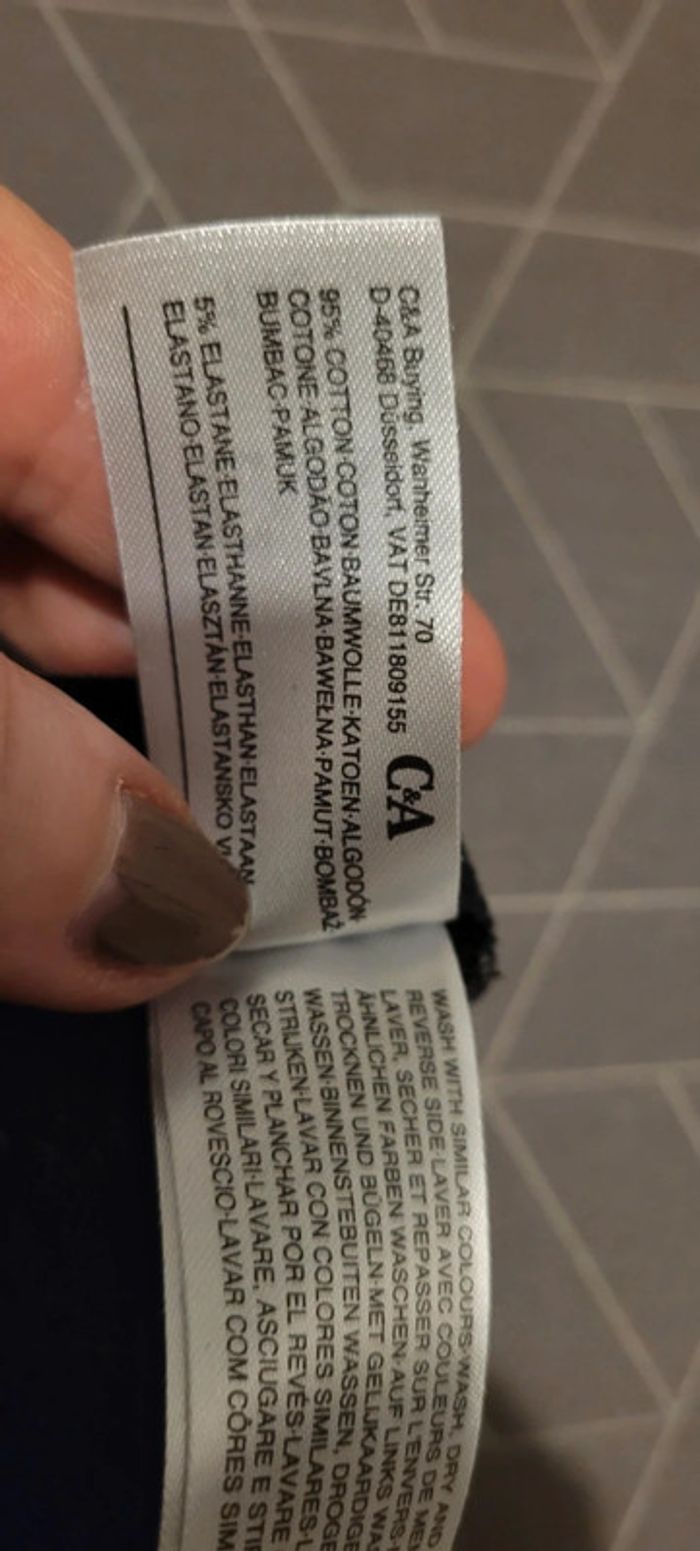 C&A Buying, Wanheimer Str. 70
D-40468 Düsseldorf, VAT DE811809155
C&A
95% COTTON·COTON·BAUMWOLLE·KATOEN·ALGODÓN
COTONE·ALGODÃO·BAVLNA·BAWEŁNA·PAMUT·BOMBAŽ
BUMBAC·PAMUK
5% ELASTANE·ELASTHANNE·ELASTHAN·ELASTAAN
ELASTANO·ELASTAN·ELASZTÁN·ELASTANSKO
WASH WITH SIMILAR COLOURS·WASH, DRY AND
REVERSE SIDE·LAVER AVEC COULEURS DE
LAVER, SECHER ET REPASSER SUR L'ENVERS·
ÄHNLICHEN FARBEN WASCHEN·AUF LINKS
TROCKNEN UND BÜGELN·MET GELIJKAARDIGE
WASSEN·BINNENSTEBUITEN WASSEN,
STRIJKEN·LAVAR CON COLORES SIMILARES·
SECAR Y PLANCHAR POR EL REVÉS·LAVARE
COLORI SIMILARI·LAVARE, ASCIUGARE E
CAPO AL ROVESCIO·LAVAR COM CÔRES